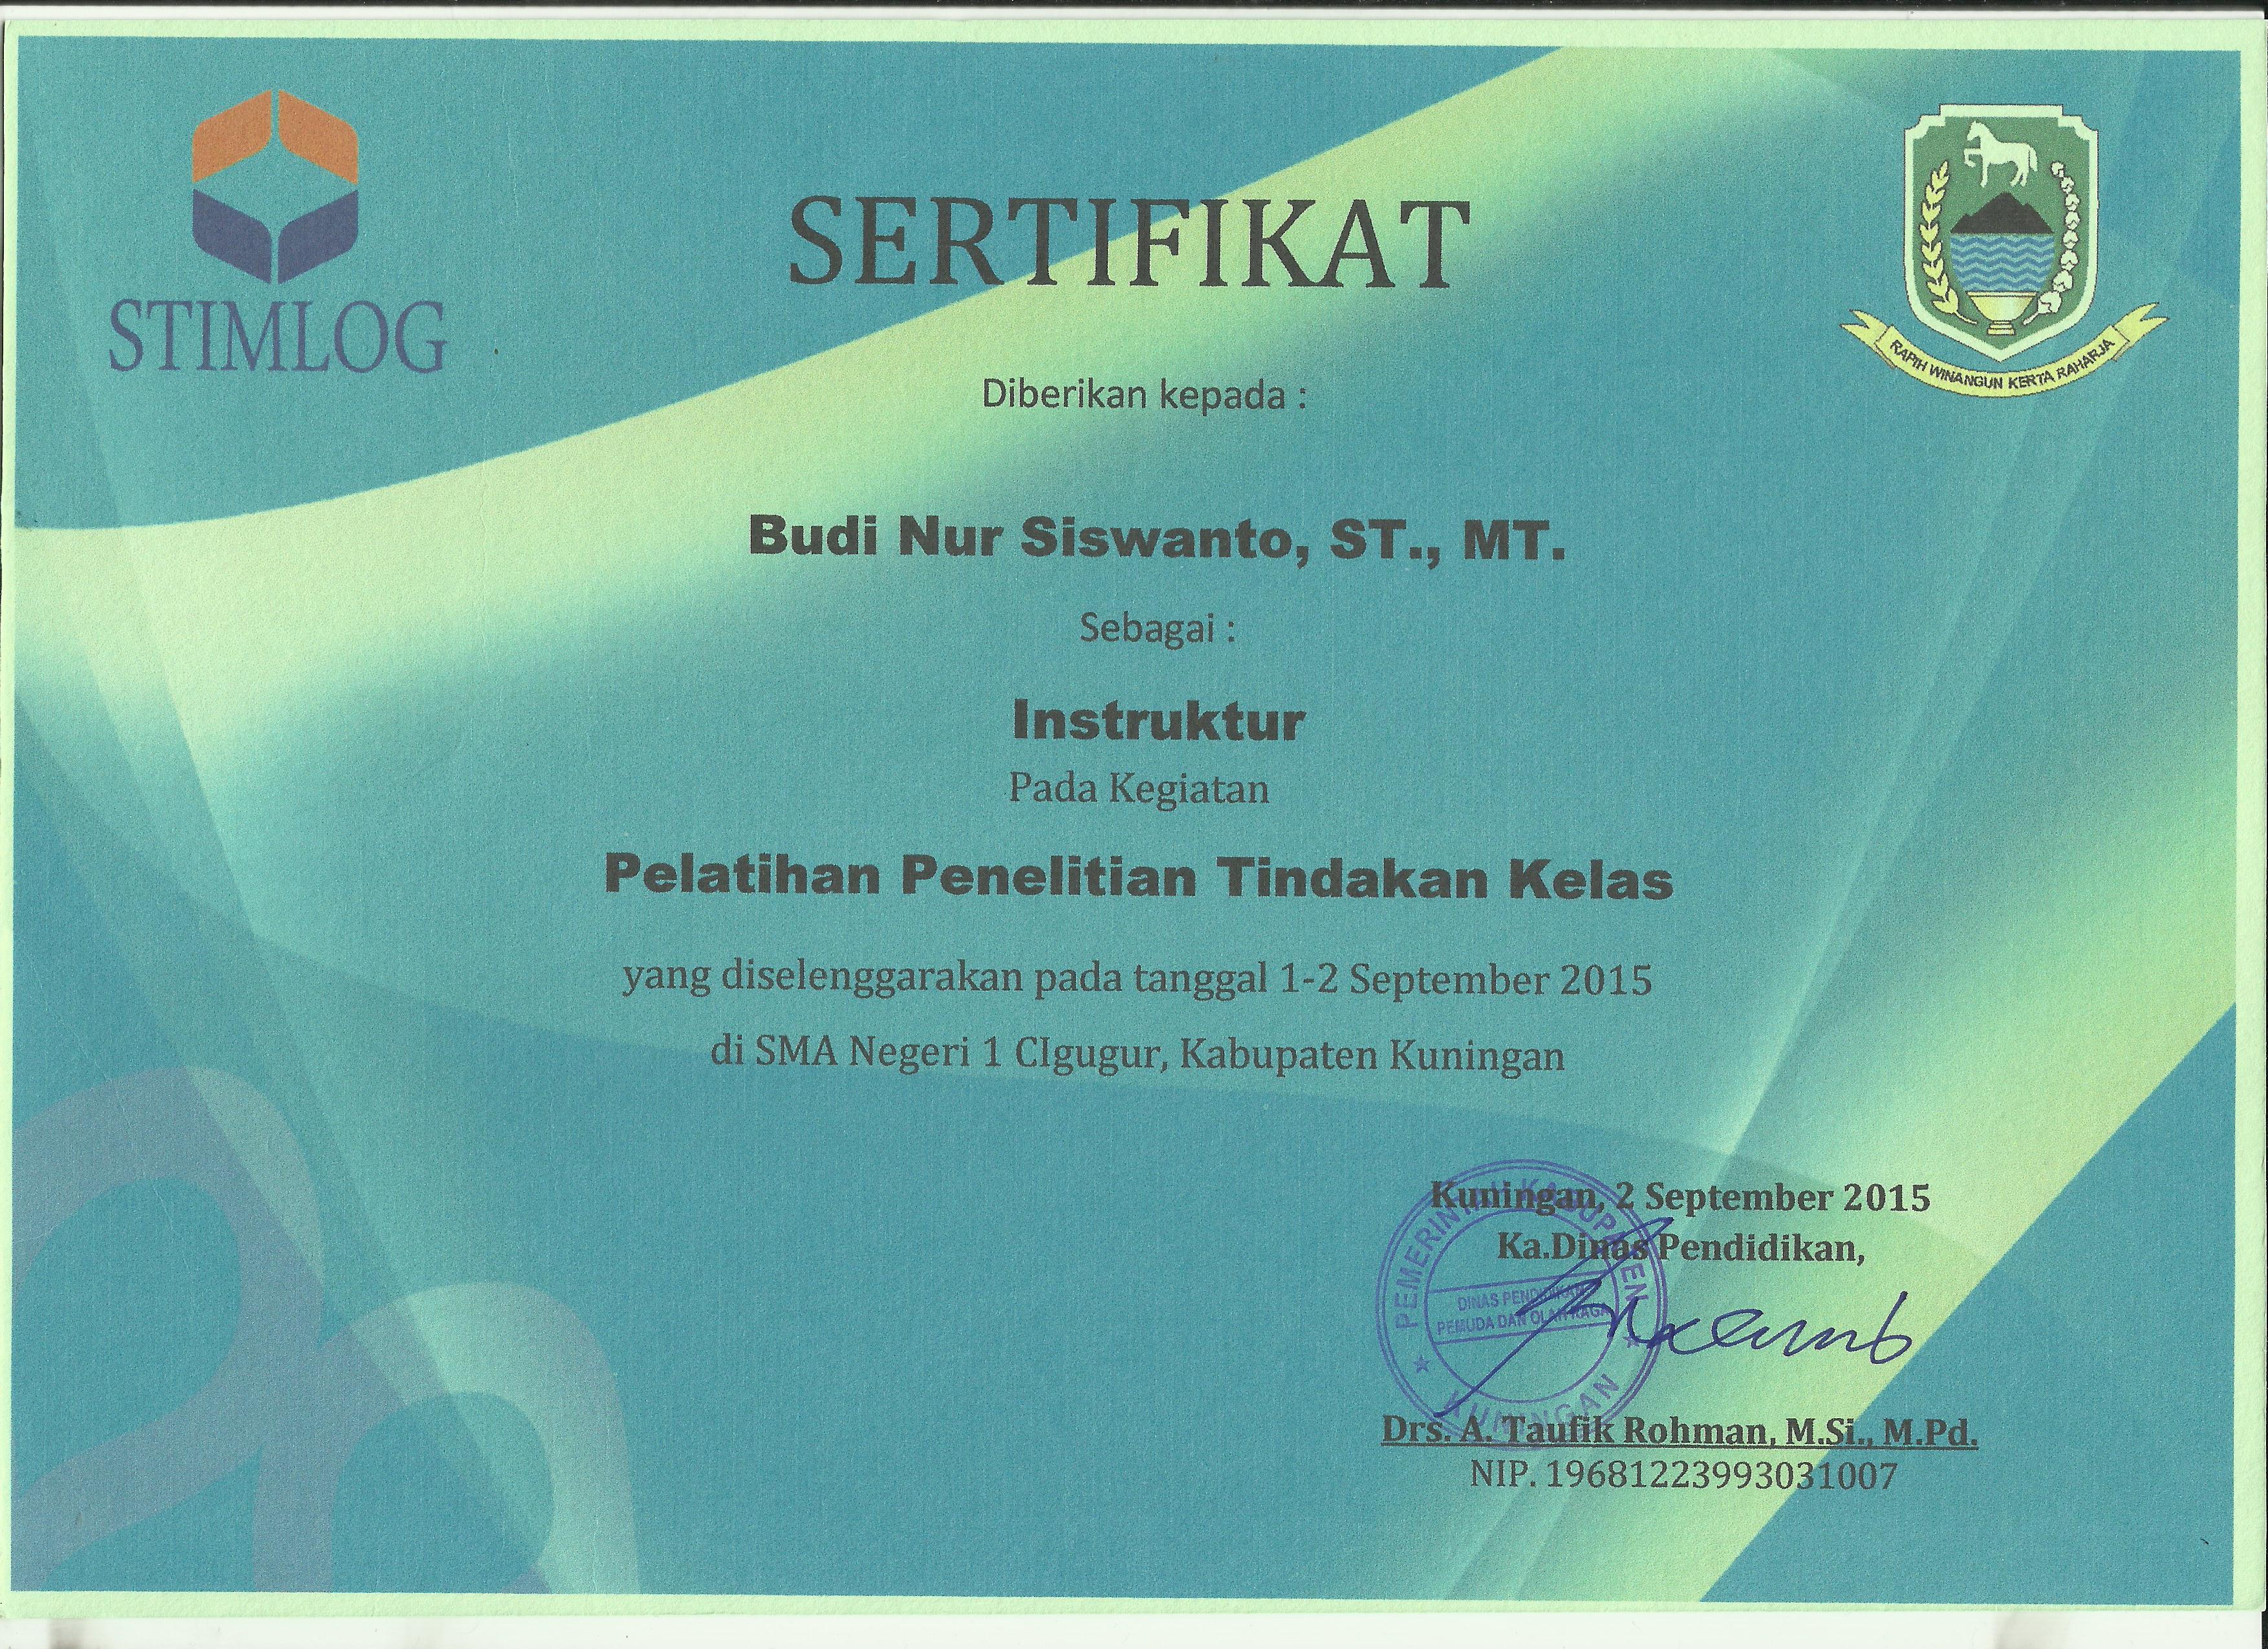 STIMLOG
SERTIFIKAT
RAPIH WINANGUN KERTA RAHARJA
Diberikan kepada :
Budi Nur Siswanto, ST., MT.
Sebagai :
Instruktur
Pada Kegiatan
Pelatihan Penelitian Tindakan Kelas
yang diselenggarakan pada tanggal 1-2 September 2015
di SMA Negeri 1 CIgugur, Kabupaten Kuningan
Kuningan, 2 September 2015
Ka.Dinas Pendidikan,
PEMERINTAH KABUPATEN
DINAS PENDIDIKAN
PEMUDA DAN OLAH RAGA
KUNINGAN
Drs. A. Taufik Rohman, M.Si., M.Pd.
NIP. 19681223993031007